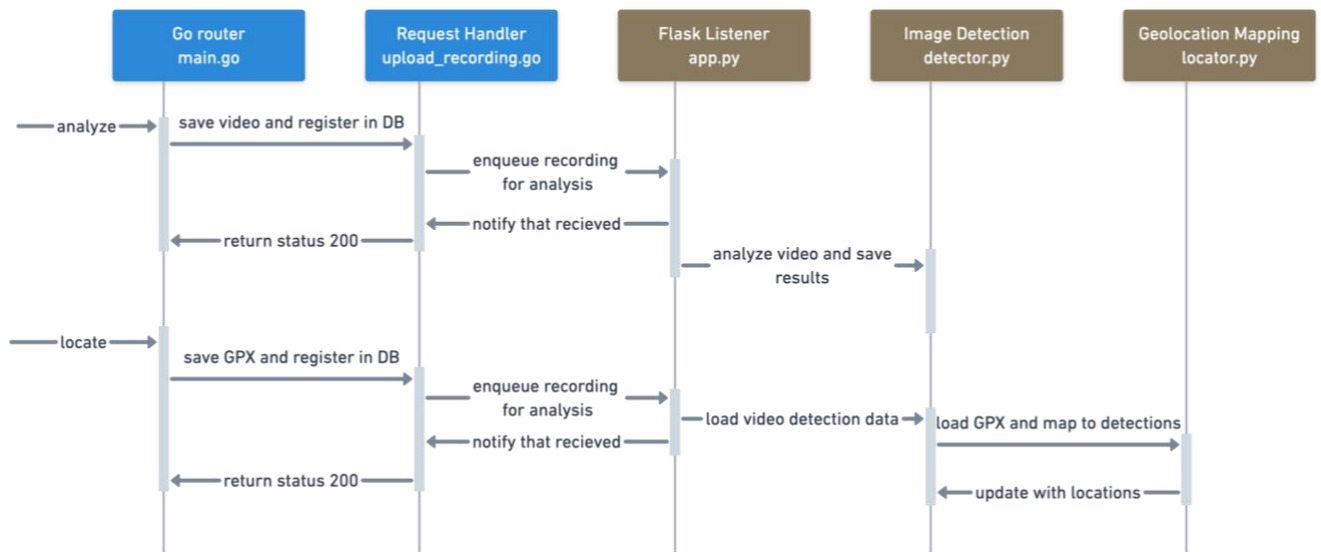 Go router
main.go
Request Handler
upload_recording.go
Flask Listener
app.py
Image Detection
detector.py
Geolocation Mapping
locator.py
analyze
save video and register in DB
enqueue recording
for analysis
notify that recieved
return status 200
analyze video and save
results
locate
save GPX and register in DB
enqueue recording
for analysis
load video detection data
load GPX and map to detections
notify that recieved
return status 200
update with locations